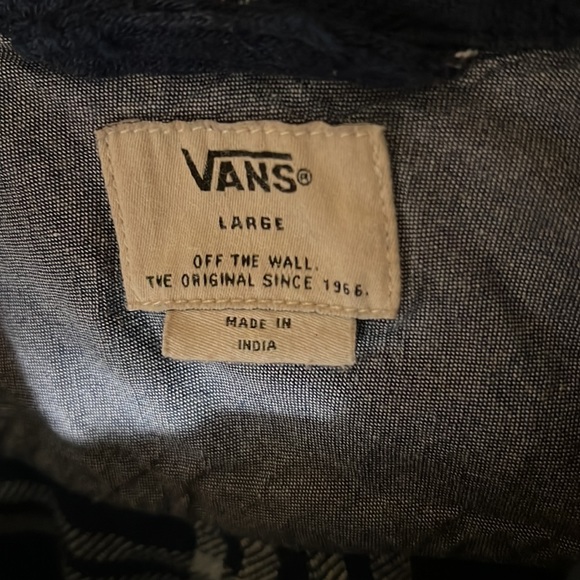 VANS®
LARGE
OFF THE WALL.
THE ORIGINAL SINCE 1966.
MADE IN
INDIA